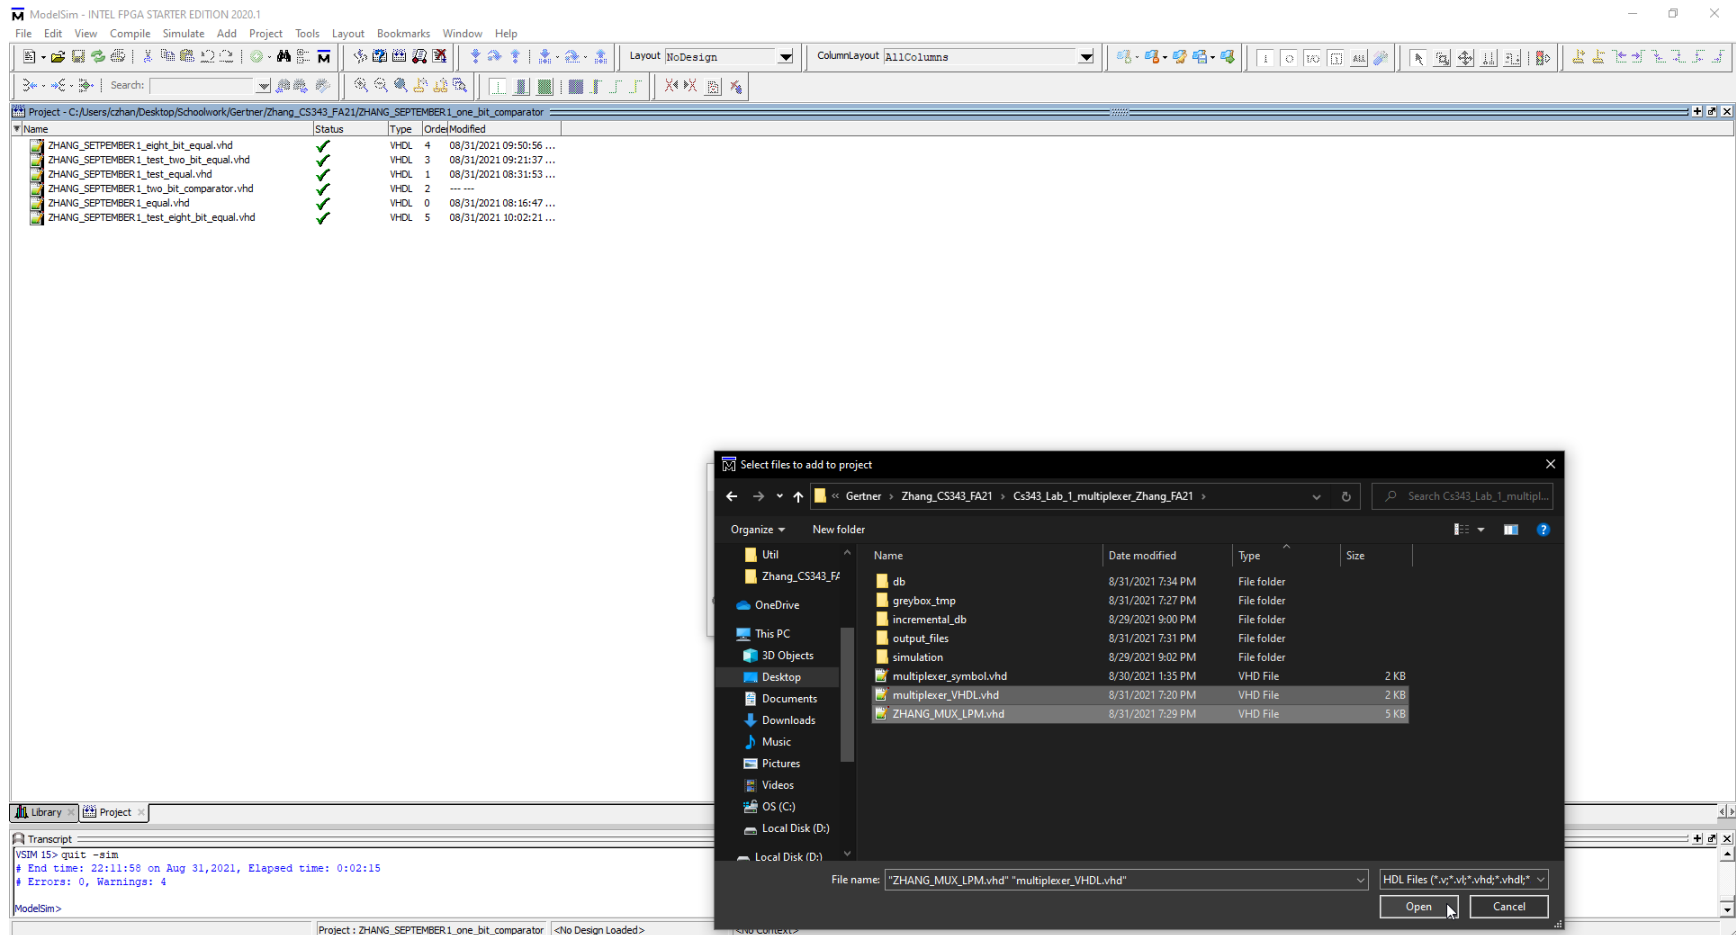 ModelSim - INTEL FPGA STARTER EDITION 2020.1
File Edit View Compile Simulate Add Project Tools Layout Bookmarks Window Help
Layout NoDesign ColumnLayout AllColumns
Search:
Project - C:/Users/czhan/Desktop/Schoolwork/Gertner/Zhang_CS343_FA21/ZHANG_SEPTEMBER1_one_bit_comparator
Name Status Type Order Modified
ZHANG_SETPEMBER1_eight_bit_equal.vhd VHDL 4 08/31/2021 09:50:56 ...
ZHANG_SEPTEMBER1_test_two_bit_equal.vhd VHDL 3 08/31/2021 09:21:37 ...
ZHANG_SEPTEMBER1_test_equal.vhd VHDL 1 08/31/2021 08:31:53 ...
ZHANG_SEPTEMBER1_two_bit_comparator.vhd VHDL 2 --- ---
ZHANG_SEPTEMBER1_equal.vhd VHDL 0 08/31/2021 08:16:47 ...
ZHANG_SEPTEMBER1_test_eight_bit_equal.vhd VHDL 5 08/31/2021 10:02:21 ...
Select files to add to project
« Gertner › Zhang_CS343_FA21 › Cs343_Lab_1_multiplexer_Zhang_FA21 › Search Cs343_Lab_1_multipl...
Organize New folder
Util
Zhang_CS343_FA
OneDrive
This PC
3D Objects
Desktop
Documents
Downloads
Music
Pictures
Videos
OS (C:)
Local Disk (D:)
Local Disk (D:)
Name Date modified Type Size
db 8/31/2021 7:34 PM File folder
greybox_tmp 8/31/2021 7:27 PM File folder
incremental_db 8/29/2021 9:00 PM File folder
output_files 8/31/2021 7:31 PM File folder
simulation 8/29/2021 9:02 PM File folder
multiplexer_symbol.vhd 8/30/2021 1:35 PM VHD File 2 KB
multiplexer_VHDL.vhd 8/31/2021 7:20 PM VHD File 2 KB
ZHANG_MUX_LPM.vhd 8/31/2021 7:29 PM VHD File 5 KB
File name: "ZHANG_MUX_LPM.vhd" "multiplexer_VHDL.vhd" HDL Files (*.v;*.vl;*.vhd;*.vhdl;*
Open Cancel
Library Project
Transcript
VSIM 15> quit -sim
# End time: 22:11:58 on Aug 31,2021, Elapsed time: 0:02:15
# Errors: 0, Warnings: 4
ModelSim>
Project : ZHANG_SEPTEMBER1_one_bit_comparator <No Design Loaded> <No Context>